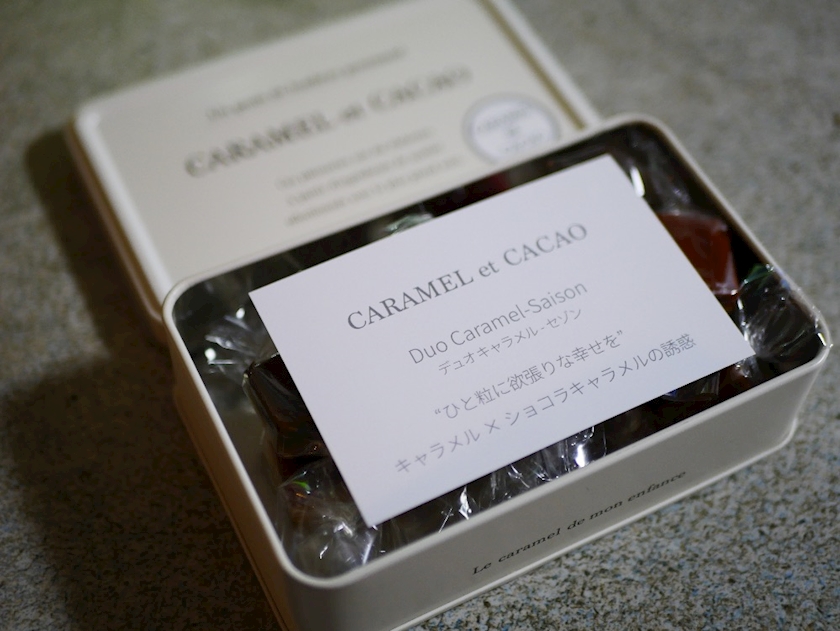 CARAMEL et CACAO
CARAMEL et CACAO
Duo Caramel-Saison
デュオキャラメル-セゾン
“ひと粒に欲張りな幸せを”
キャラメル × ショコラキャラメルの誘惑
Le caramel de mon enfance